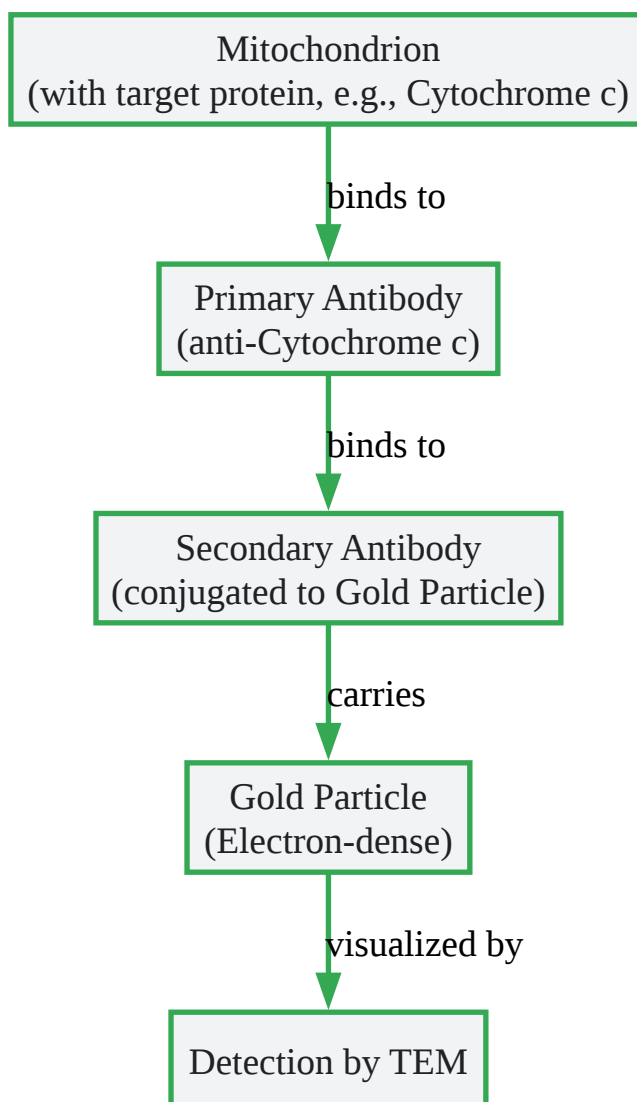 Mitochondrion
(with target protein, e.g., Cytochrome c)
binds to
Primary Antibody
(anti-Cytochrome c)
binds to
Secondary Antibody
(conjugated to Gold Particle)
carries
Gold Particle
(Electron-dense)
visualized by
Detection by TEM